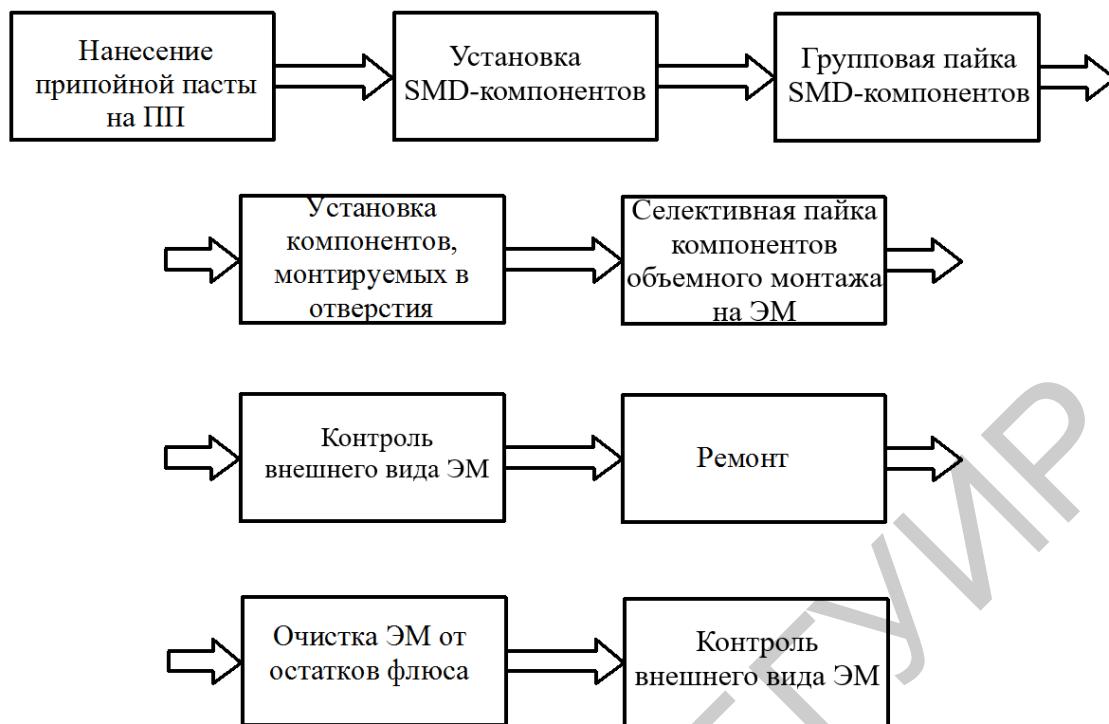 Нанесение
припойной пасты
на ПП
Установка
SMD-компонентов
Групповая пайка
SMD-компонентов
Установка
компонентов,
монтируемых в
отверстия
Селективная пайка
компонентов
объемного монтажа
на ЭМ
Контроль
внешнего вида ЭМ
Ремонт
Очистка ЭМ от
остатков флюса
Контроль
внешнего вида ЭМ
ГУИР